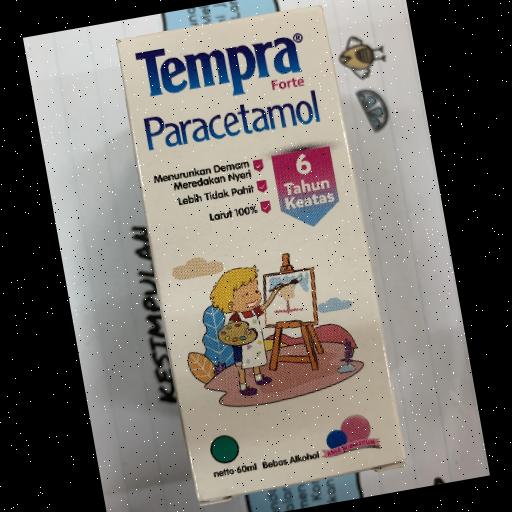 Tempra®
Forte
Paracetamol
Menurunkan Demam
Meredakan Nyeri
Lebih Tidak Pahit
Larut 100%
6
Tahun
Keatas
KESIMPULAN
netto 60ml Bebas Alkohol